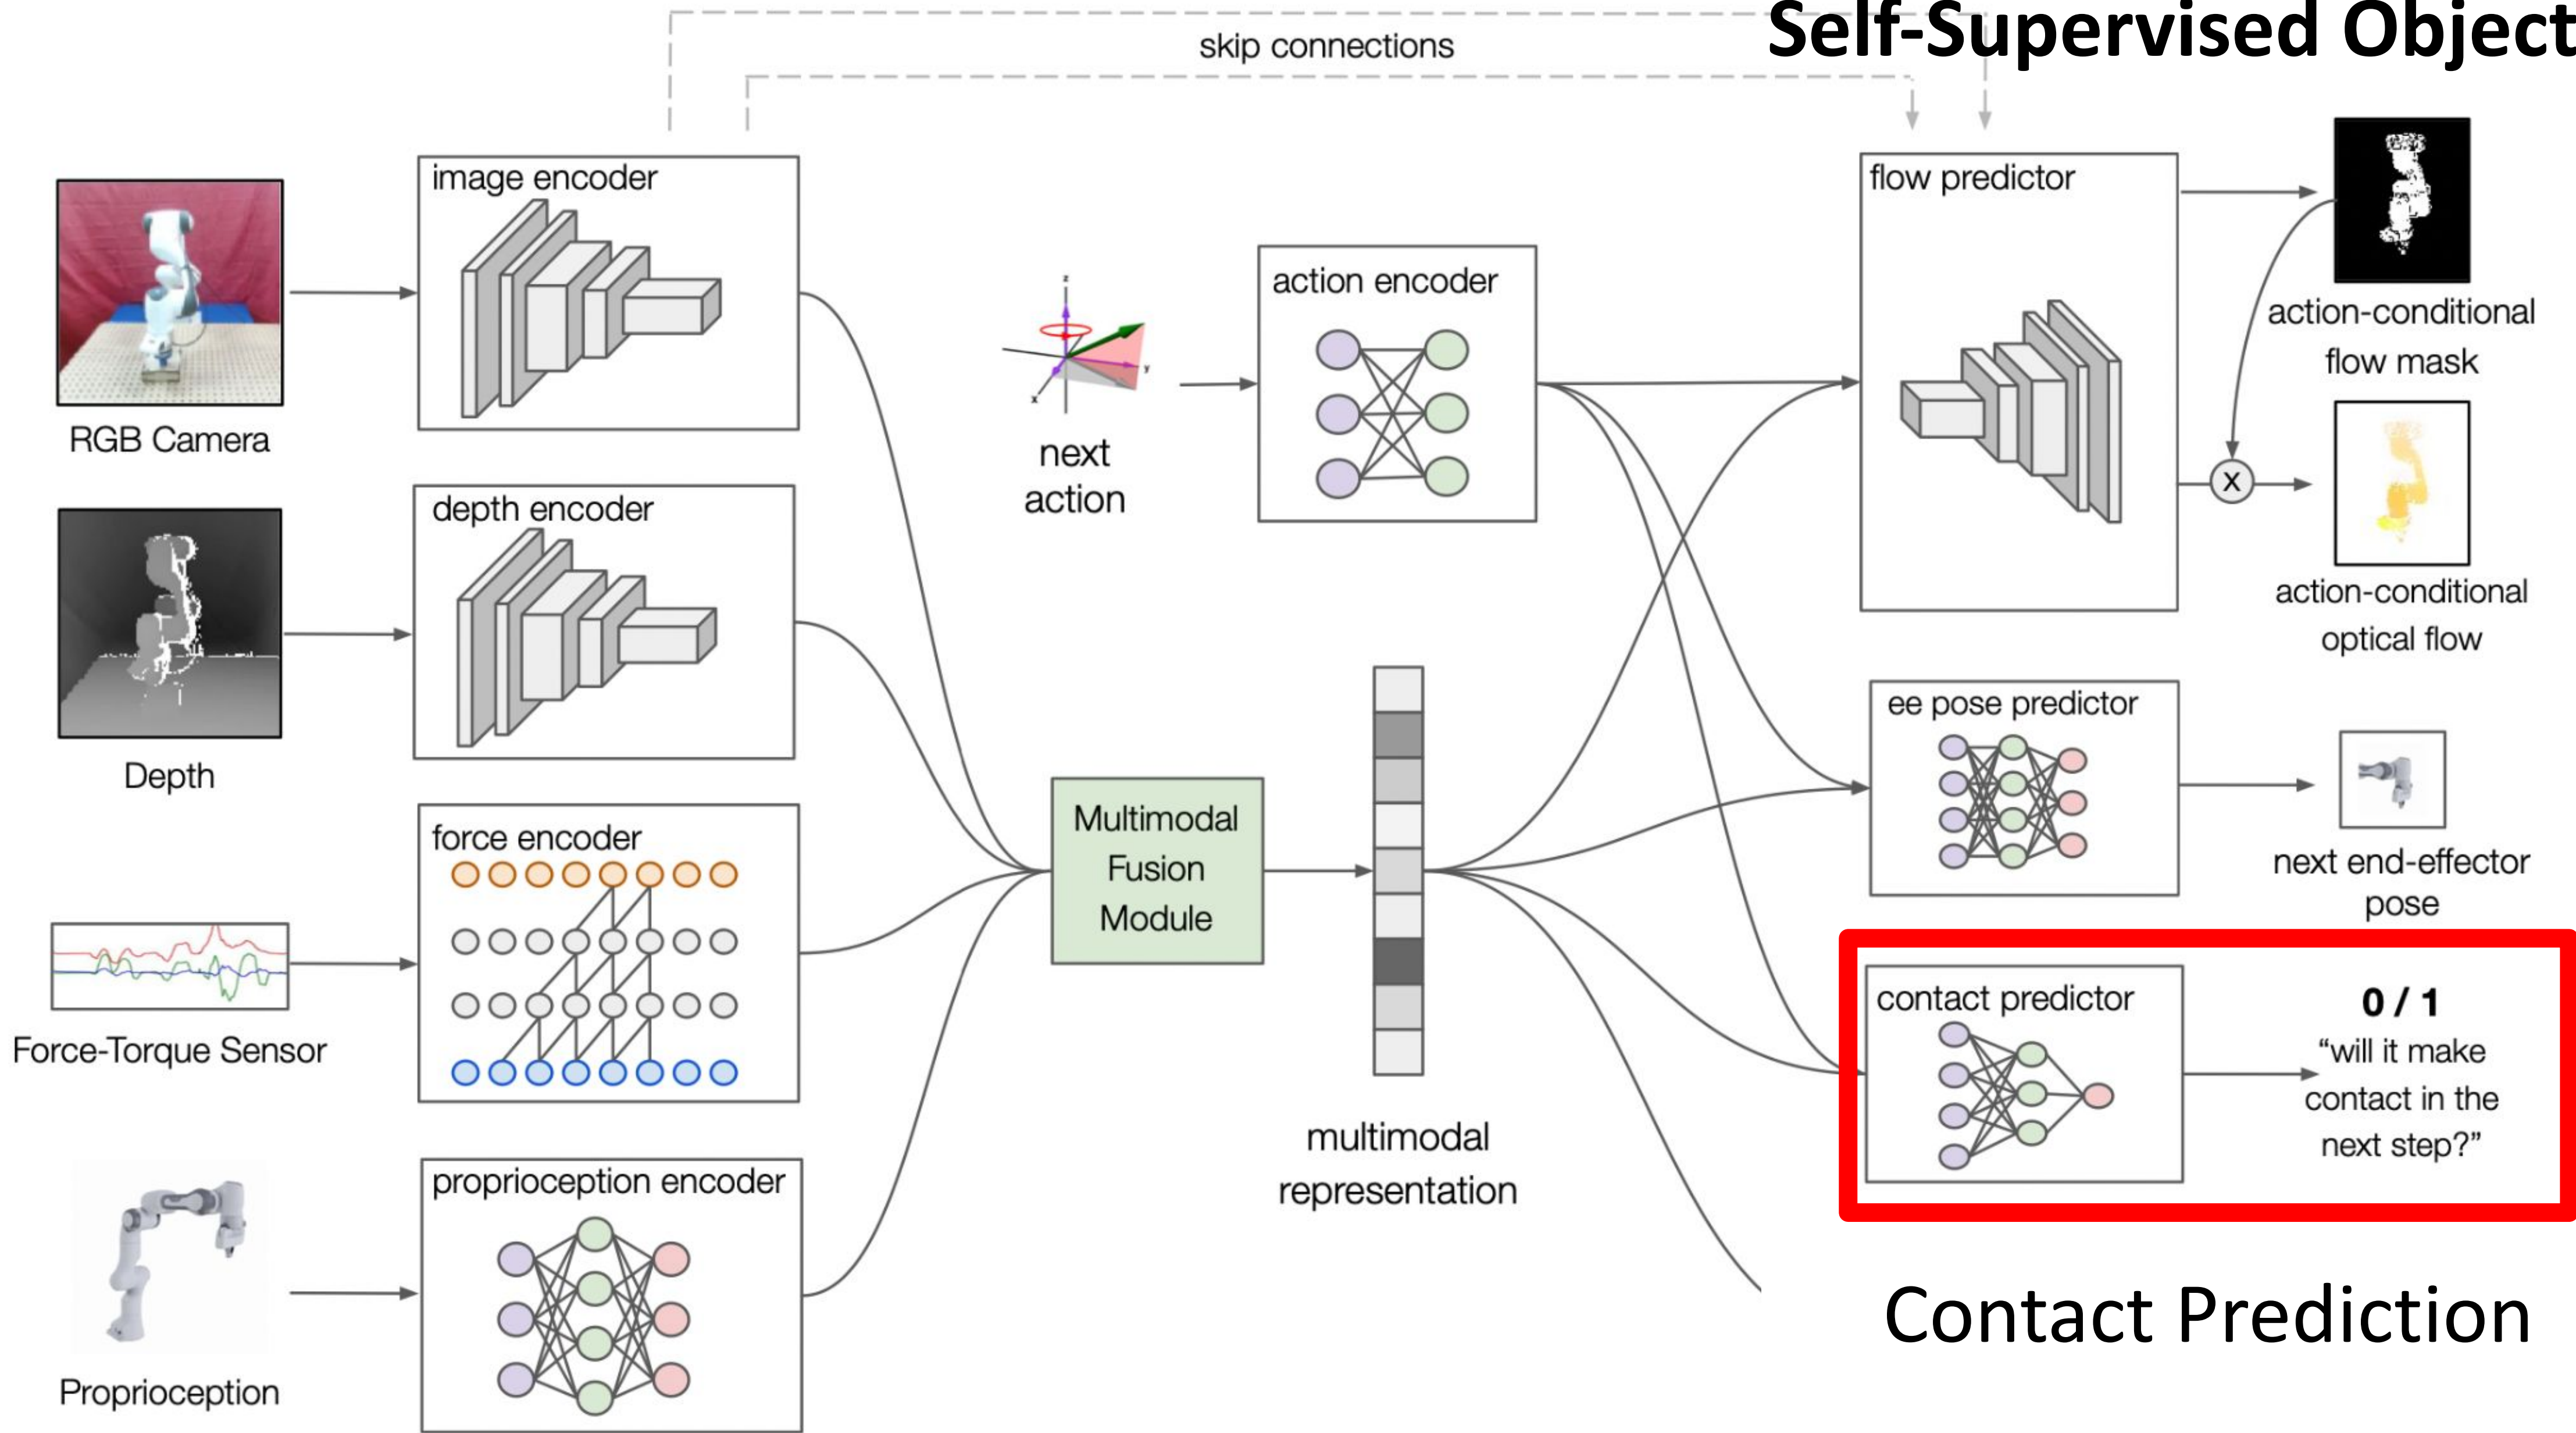 Self-Supervised Object
skip connections
image encoder
RGB Camera
depth encoder
Depth
force encoder
Force-Torque Sensor
proprioception encoder
Proprioception
z
y
x
next
action
action encoder
Multimodal
Fusion
Module
multimodal
representation
flow predictor
action-conditional
flow mask
X
action-conditional
optical flow
ee pose predictor
next end-effector
pose
contact predictor
0 / 1
“will it make
contact in the
next step?”
Contact Prediction